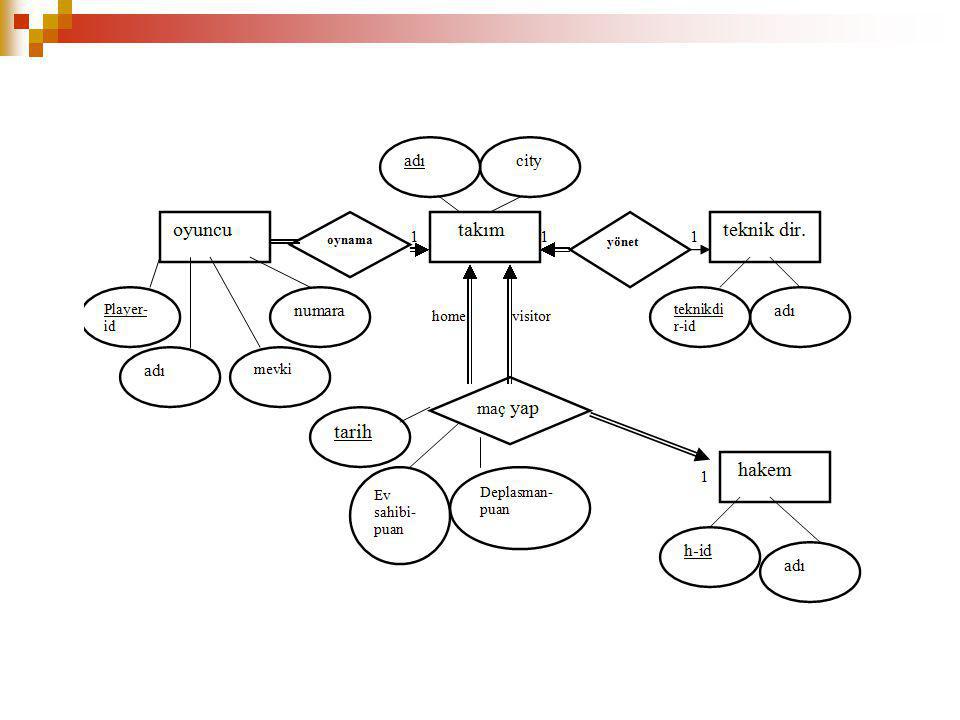 adı
city
oyuncu
oynama
1
takım
1
yönet
1
teknik dir.
Player-
id
numara
home
visitor
teknikdi
r-id
adı
adı
mevki
maç yap
tarih
hakem
1
Ev
sahibi-
puan
Deplasman-
puan
h-id
adı